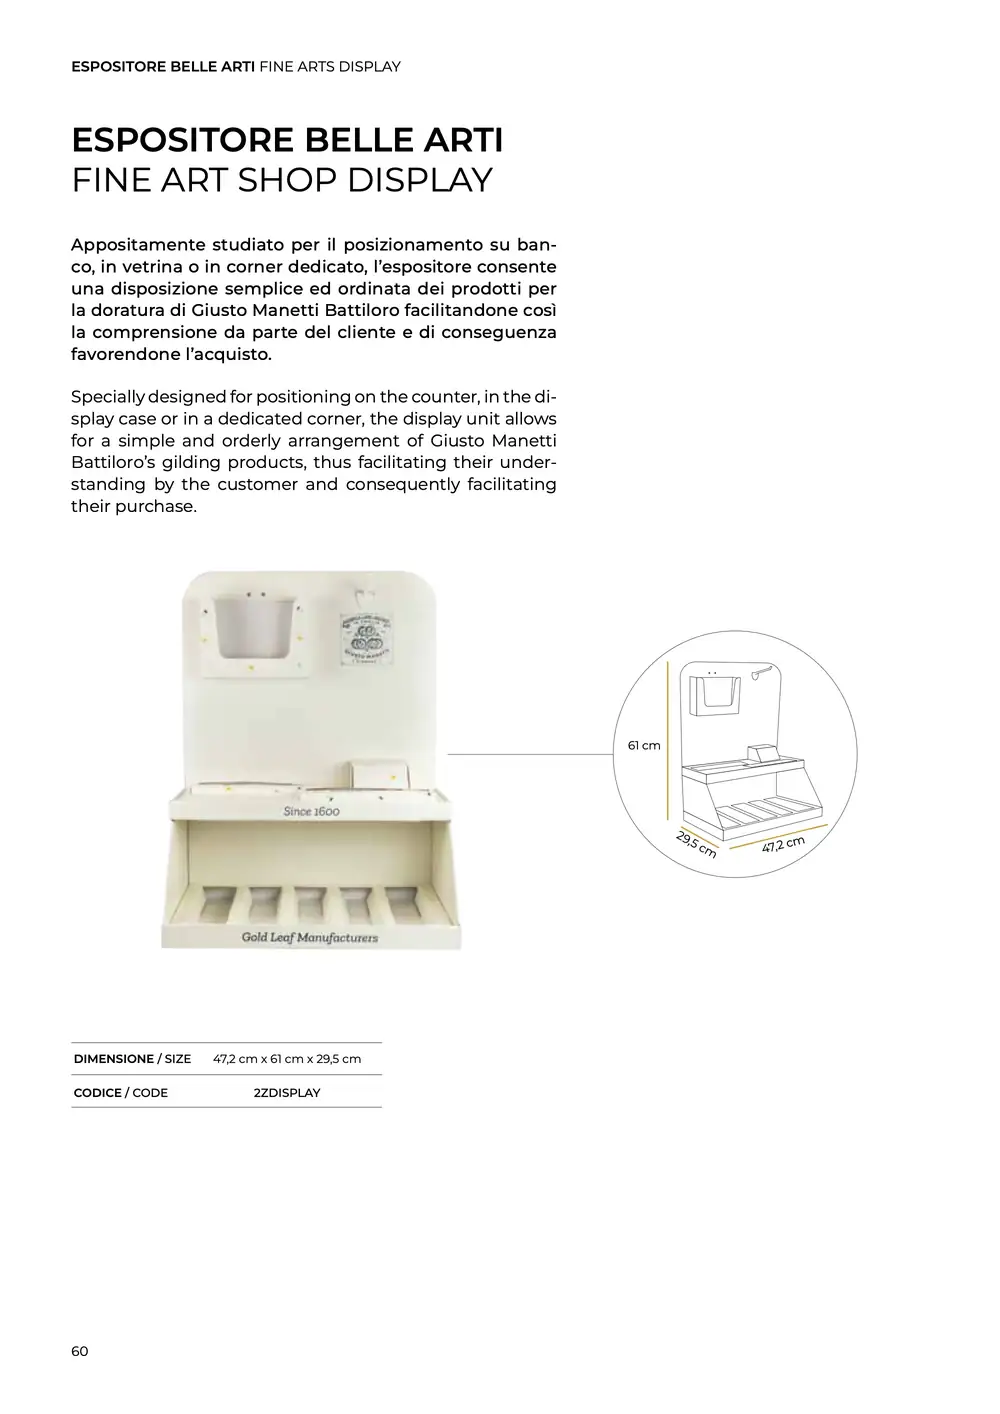 ESPOSITORE BELLE ARTI FINE ARTS DISPLAY
ESPOSITORE BELLE ARTI
FINE ART SHOP DISPLAY
Appositamente studiato per il posizionamento su ban-
co, in vetrina o in corner dedicato, l’espositore consente
una disposizione semplice ed ordinata dei prodotti per
la doratura di Giusto Manetti Battiloro facilitandone così
la comprensione da parte del cliente e di conseguenza
favorendone l’acquisto.
Specially designed for positioning on the counter, in the di-
splay case or in a dedicated corner, the display unit allows
for a simple and orderly arrangement of Giusto Manetti
Battiloro’s gilding products, thus facilitating their under-
standing by the customer and consequently facilitating
their purchase.
Since 1600
Gold Leaf Manufacturers
61 cm
29,5 cm
47,2 cm
DIMENSIONE / SIZE 47,2 cm x 61 cm x 29,5 cm
CODICE / CODE 2ZDISPLAY
60